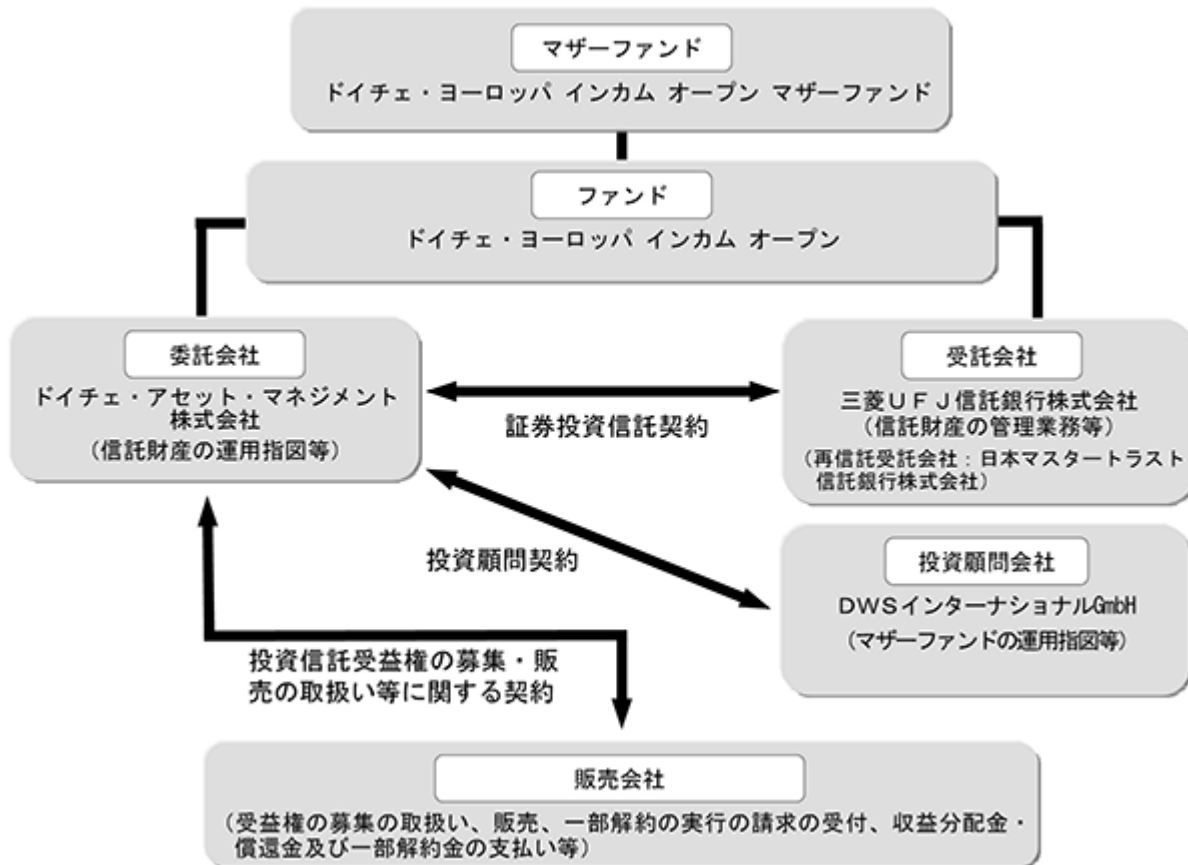 マザーファンド
ドイチェ・ヨーロッパ インカム オープン マザーファンド
ファンド
ドイチェ・ヨーロッパ インカム オープン
委託会社
ドイチェ・アセット・マネジメント
株式会社
(信託財産の運用指図等)
受託会社
三菱ＵＦＪ信託銀行株式会社
(信託財産の管理業務等)
(再信託受託会社：日本マスタートラスト
信託銀行株式会社)
証券投資信託契約
投資顧問契約
投資顧問会社
DWSインターナショナルGmbH
(マザーファンドの運用指図等)
投資信託受益権の募集・販
売の取扱い等に関する契約
販売会社
(受益権の募集の取扱い、販売、一部解約の実行の請求の受付、収益分配金・
償還金及び一部解約金の支払い等)